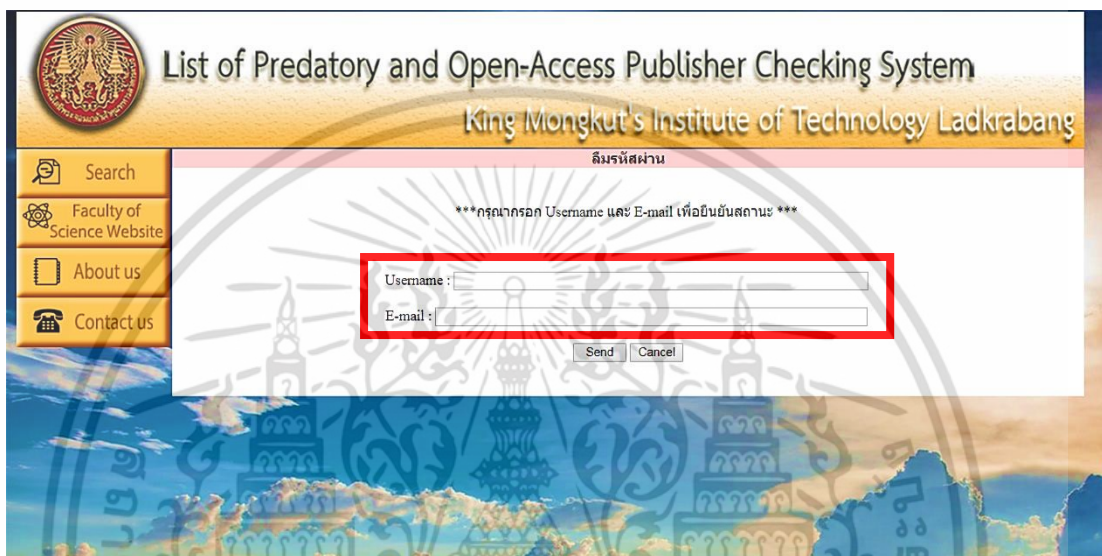 List of Predatory and Open-Access Publisher Checking System
King Mongkut's Institute of Technology Ladkrabang
ลืมรหัสผ่าน
Search
Faculty of
Science Website
About us
Contact us
***กรุณากรอก Username และ E-mail เพื่อยืนยันสถานะ ***
Username :
E-mail :
Send Cancel